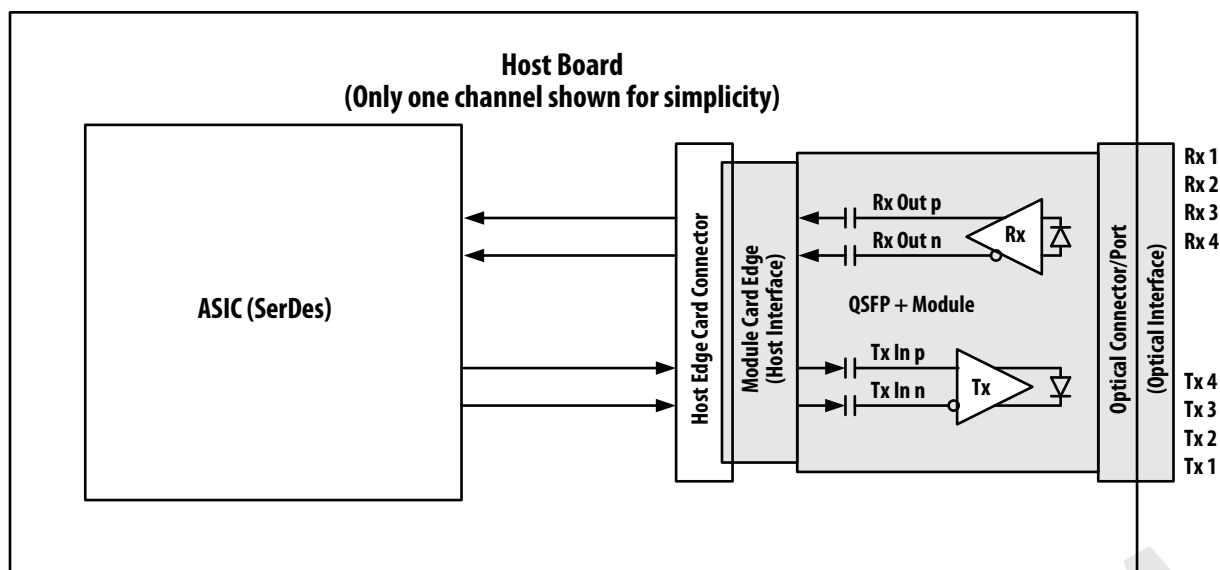 Host Board
(Only one channel shown for simplicity)
ASIC (SerDes)
Host Edge Card Connector
Module Card Edge
(Host Interface)
Rx Out p
Rx Out n
Rx
QSFP + Module
Tx In p
Tx In n
Tx
Optical Connector/Port
(Optical Interface)
Rx 1
Rx 2
Rx 3
Rx 4
Tx 4
Tx 3
Tx 2
Tx 1